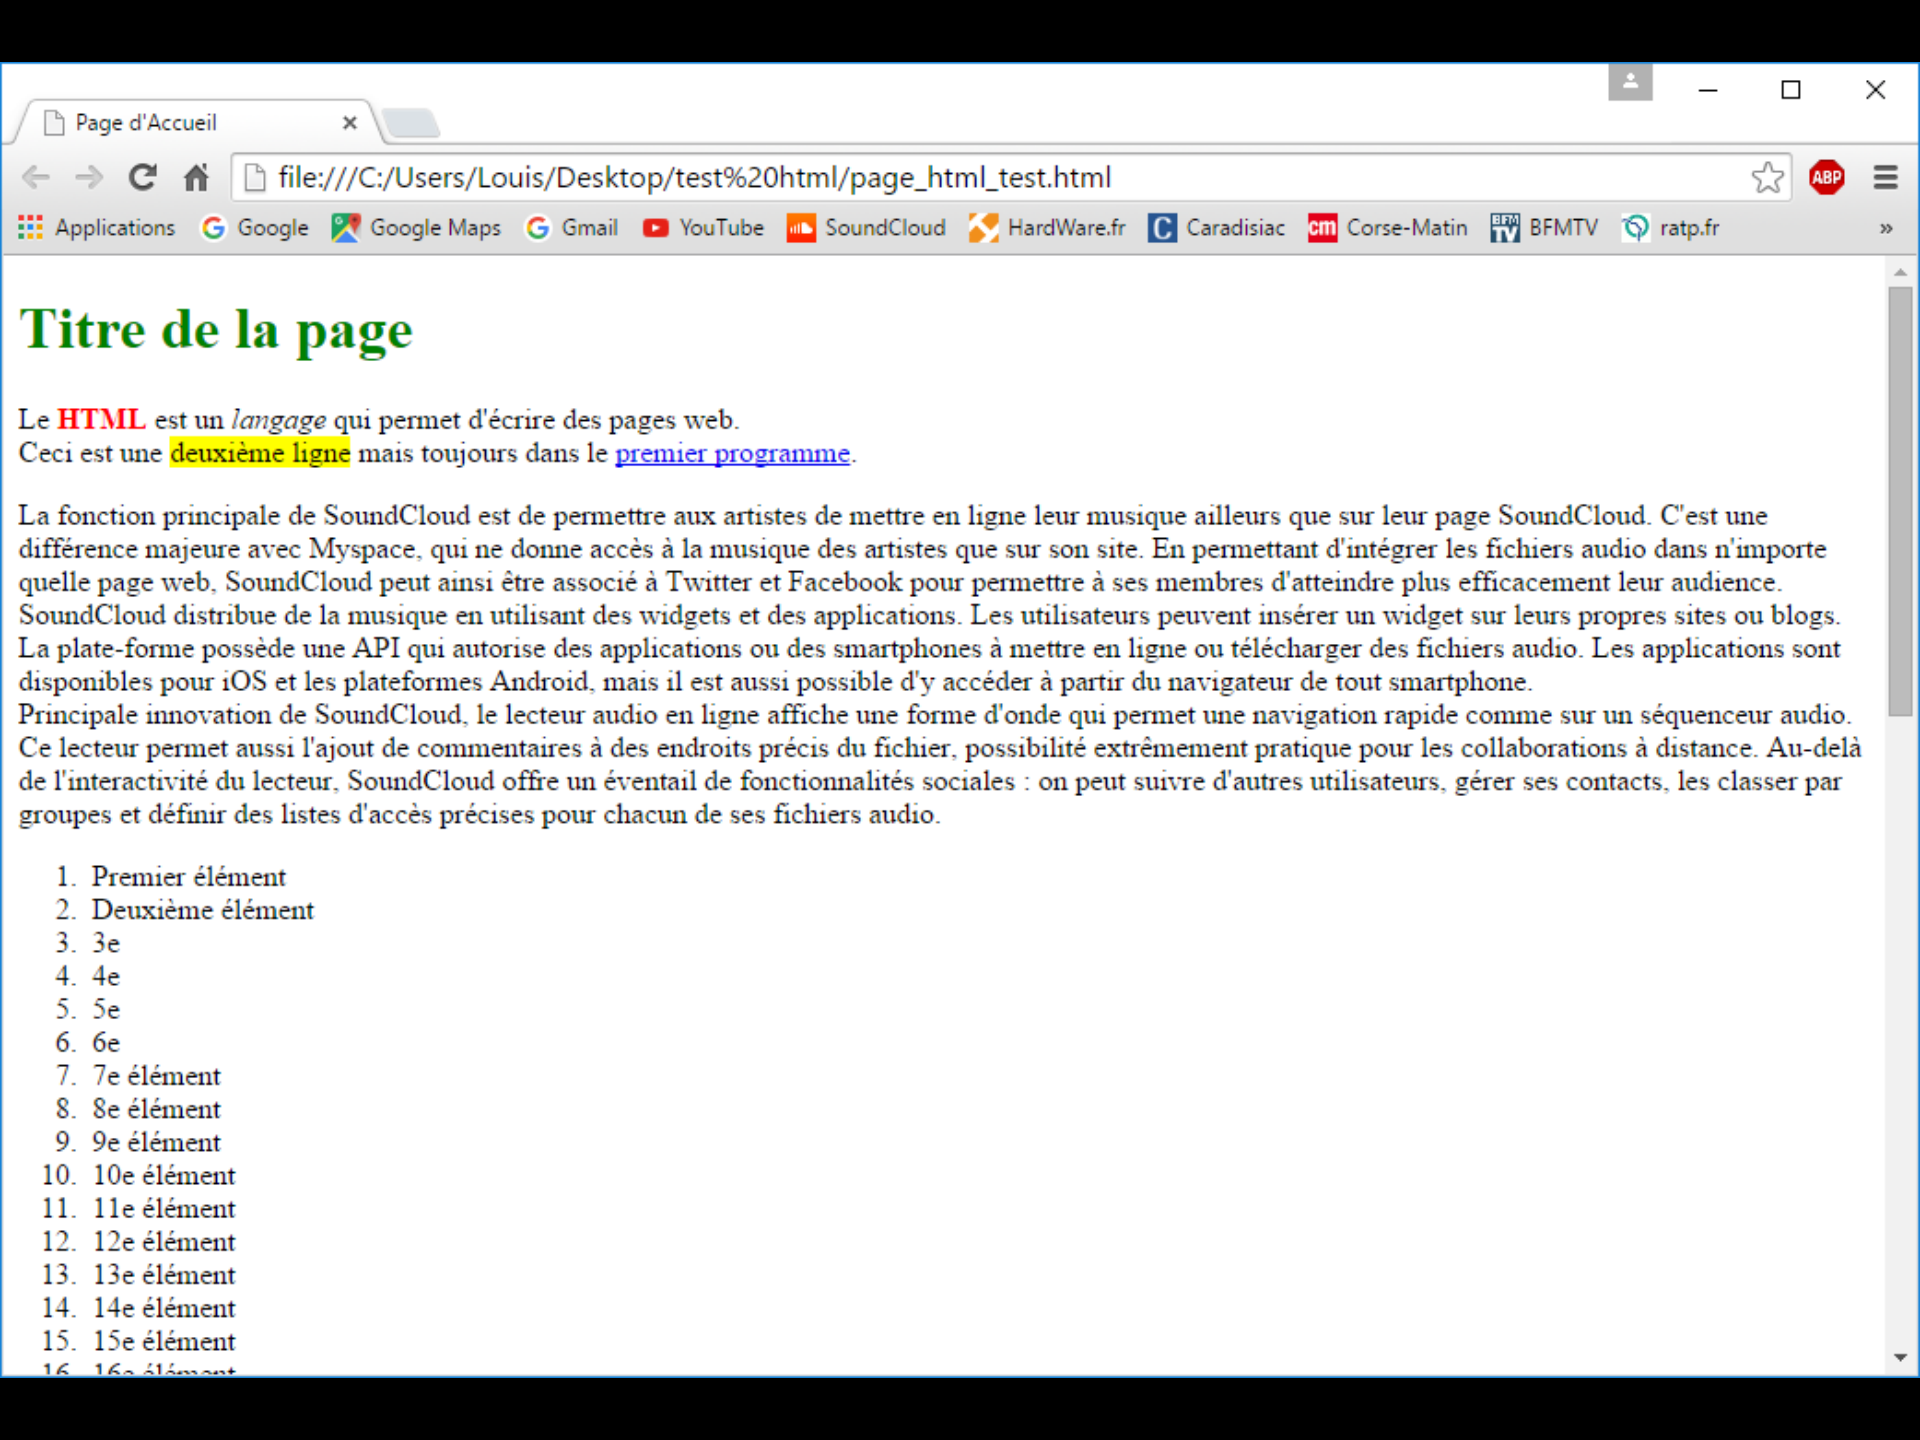 Page d'Accueil
file:///C:/Users/Louis/Desktop/test%20html/page_html_test.html
ABP
Applications Google Google Maps Gmail YouTube SoundCloud HardWare.fr C Caradisiac cm Corse-Matin BFM TV BFMTV ratp.fr »
Titre de la page
Le HTML est un langage qui permet d'écrire des pages web.
Ceci est une deuxième ligne mais toujours dans le premier programme.
La fonction principale de SoundCloud est de permettre aux artistes de mettre en ligne leur musique ailleurs que sur leur page SoundCloud. C'est une
différence majeure avec Myspace, qui ne donne accès à la musique des artistes que sur son site. En permettant d'intégrer les fichiers audio dans n'importe
quelle page web, SoundCloud peut ainsi être associé à Twitter et Facebook pour permettre à ses membres d'atteindre plus efficacement leur audience.
SoundCloud distribue de la musique en utilisant des widgets et des applications. Les utilisateurs peuvent insérer un widget sur leurs propres sites ou blogs.
La plate-forme possède une API qui autorise des applications ou des smartphones à mettre en ligne ou télécharger des fichiers audio. Les applications sont
disponibles pour iOS et les plateformes Android, mais il est aussi possible d'y accéder à partir du navigateur de tout smartphone.
Principale innovation de SoundCloud, le lecteur audio en ligne affiche une forme d'onde qui permet une navigation rapide comme sur un séquenceur audio.
Ce lecteur permet aussi l'ajout de commentaires à des endroits précis du fichier, possibilité extrêmement pratique pour les collaborations à distance. Au-delà
de l'interactivité du lecteur, SoundCloud offre un éventail de fonctionnalités sociales : on peut suivre d'autres utilisateurs, gérer ses contacts, les classer par
groupes et définir des listes d'accès précises pour chacun de ses fichiers audio.
1. Premier élément
2. Deuxième élément
3. 3e
4. 4e
5. 5e
6. 6e
7. 7e élément
8. 8e élément
9. 9e élément
10. 10e élément
11. 11e élément
12. 12e élément
13. 13e élément
14. 14e élément
15. 15e élément
16. 16e élément